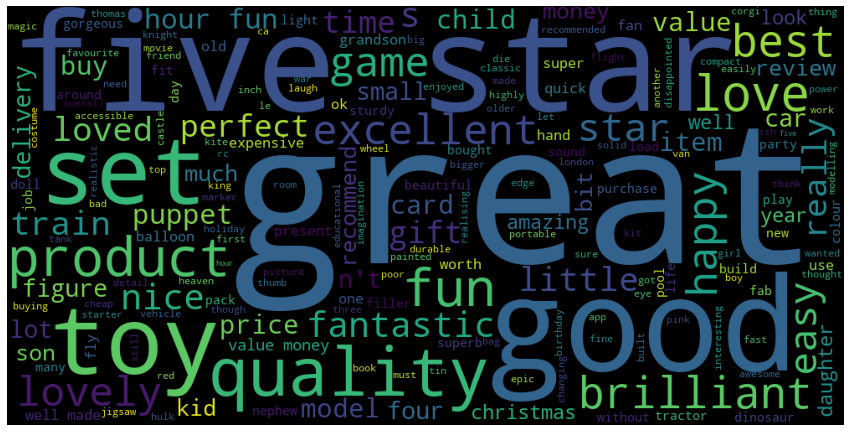 five star
great
good
set
toy
product
quality
love
best
fun
game
excellent
star
brilliant
lovely
fantastic
perfect
train
puppet
nice
little
happy
easy
really
hour fun
time
s
child
money
value
look
buy
loved
delivery
small
item
car
well
review
much
recommend
card
gift
bit
amazing
year
daughter
figure
price
n't
lot
son
kid
model
four
christmas
value money
well made
balloon
worth
superb
tractor
dinosaur
build
use
pool
fab
play
party
purchase
hand
super
quick
expensive
grandson
gorgeous
thomas
magic
movie
friend
favourite
knight
old
light
big
ca
fan
corgi
thing
compact
easily
power
work
disappointed
another
recommended
flight
die
classic
made
highly
older
let
enjoyed
sturdy
ok
inch
le
war
laugh
fit
day
around
need
overall
costume
accessible
castle
kite
rc
wheel
bought
bigger
sound
london
solid
load
van
ish
five
modelling
colour
think
new
wanted
thought
girl
boy
kit
life
got
eye
sure
portable
edge
realising
beautiful
educational
imagination
room
present
painted
durable
picture
poor
thumb
detail
marker
king
top
bad
job
doll
realistic
tank
holiday
first
hour
heaven
cheap
buying
starter
vehicle
pack
though
one
three
filler
fly
still
many
red
jigsaw
hulk
nephew
book
must
tin
bag
birthday
changing
epic
app
fine
built
pink
interesting
fast
awesome
without